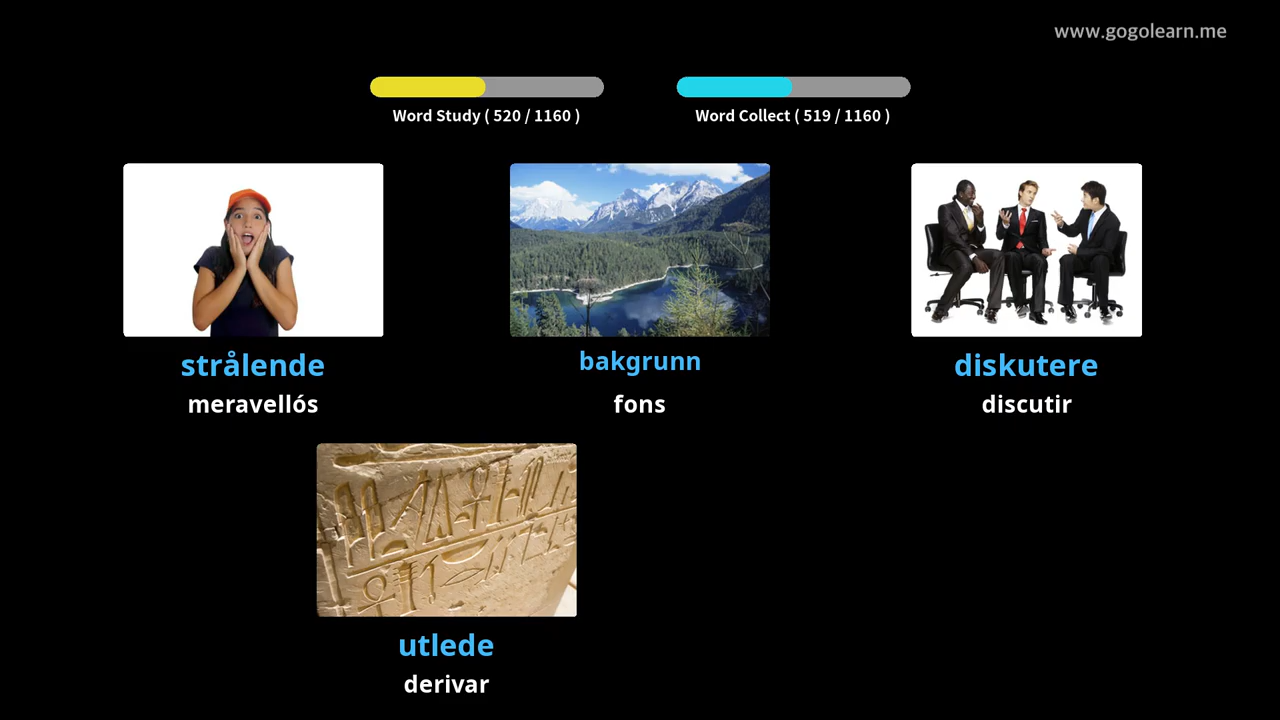 www.gogolearn.me
Word Study ( 520 / 1160 )
Word Collect ( 519 / 1160 )
strålende
meravellós
bakgrunn
fons
diskutere
discutir
utlede
derivar